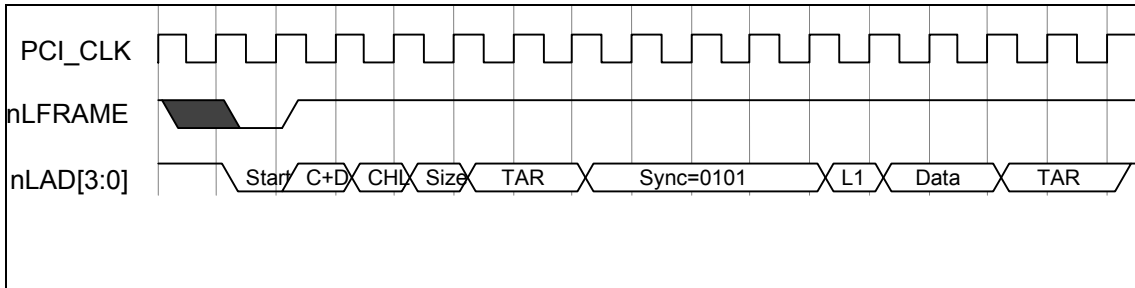 PCI_CLK
nLFRAME
nLAD[3:0] Start C+D CHL Size TAR Sync=0101 L1 Data TAR